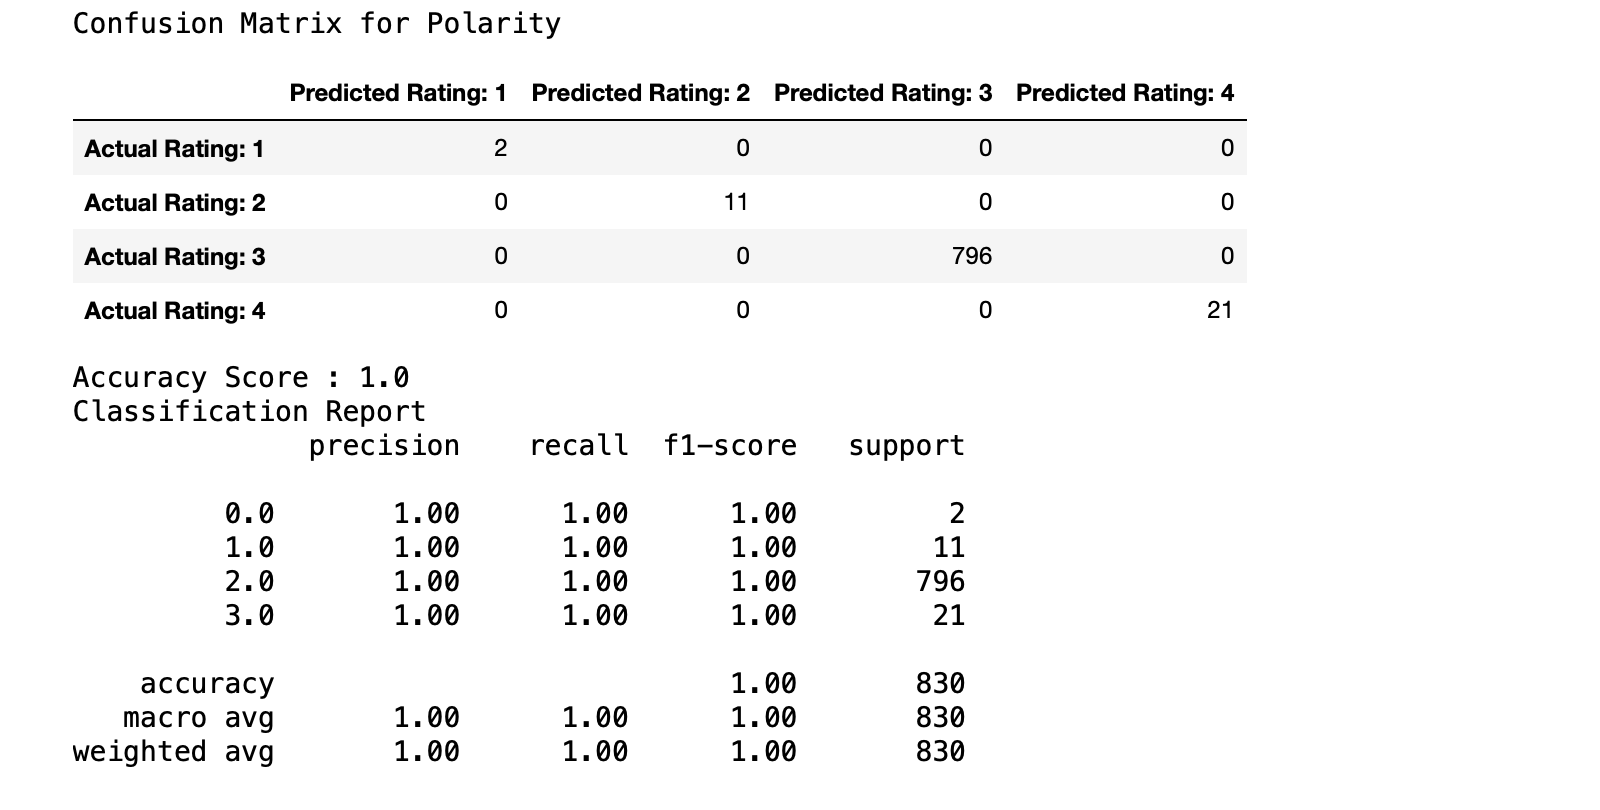 Confusion Matrix for Polarity
Predicted Rating: 1 Predicted Rating: 2 Predicted Rating: 3 Predicted Rating: 4
Actual Rating: 1 2 0 0 0
Actual Rating: 2 0 11 0 0
Actual Rating: 3 0 0 796 0
Actual Rating: 4 0 0 0 21
Accuracy Score : 1.0
Classification Report
precision recall f1-score support
0.0 1.00 1.00 1.00 2
1.0 1.00 1.00 1.00 11
2.0 1.00 1.00 1.00 796
3.0 1.00 1.00 1.00 21
accuracy 1.00 830
macro avg 1.00 1.00 1.00 830
weighted avg 1.00 1.00 1.00 830